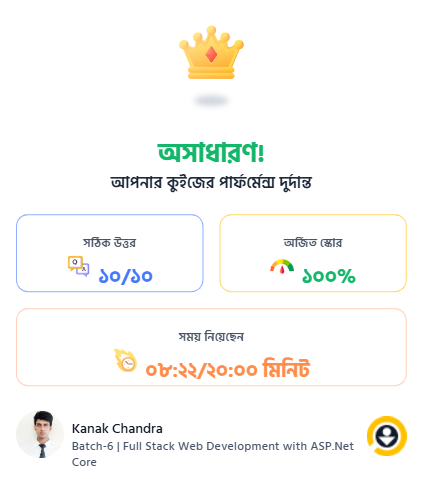 অসাধারণ!
আপনার কুইজের পার্ফর্মেন্স দুর্দান্ত
সঠিক উত্তর
১০/১০
অর্জিত স্কোর
১০০%
সময় নিয়েছেন
০৮:২২/২০:০০ মিনিট
Kanak Chandra
Batch-6 | Full Stack Web Development with ASP.Net
Core